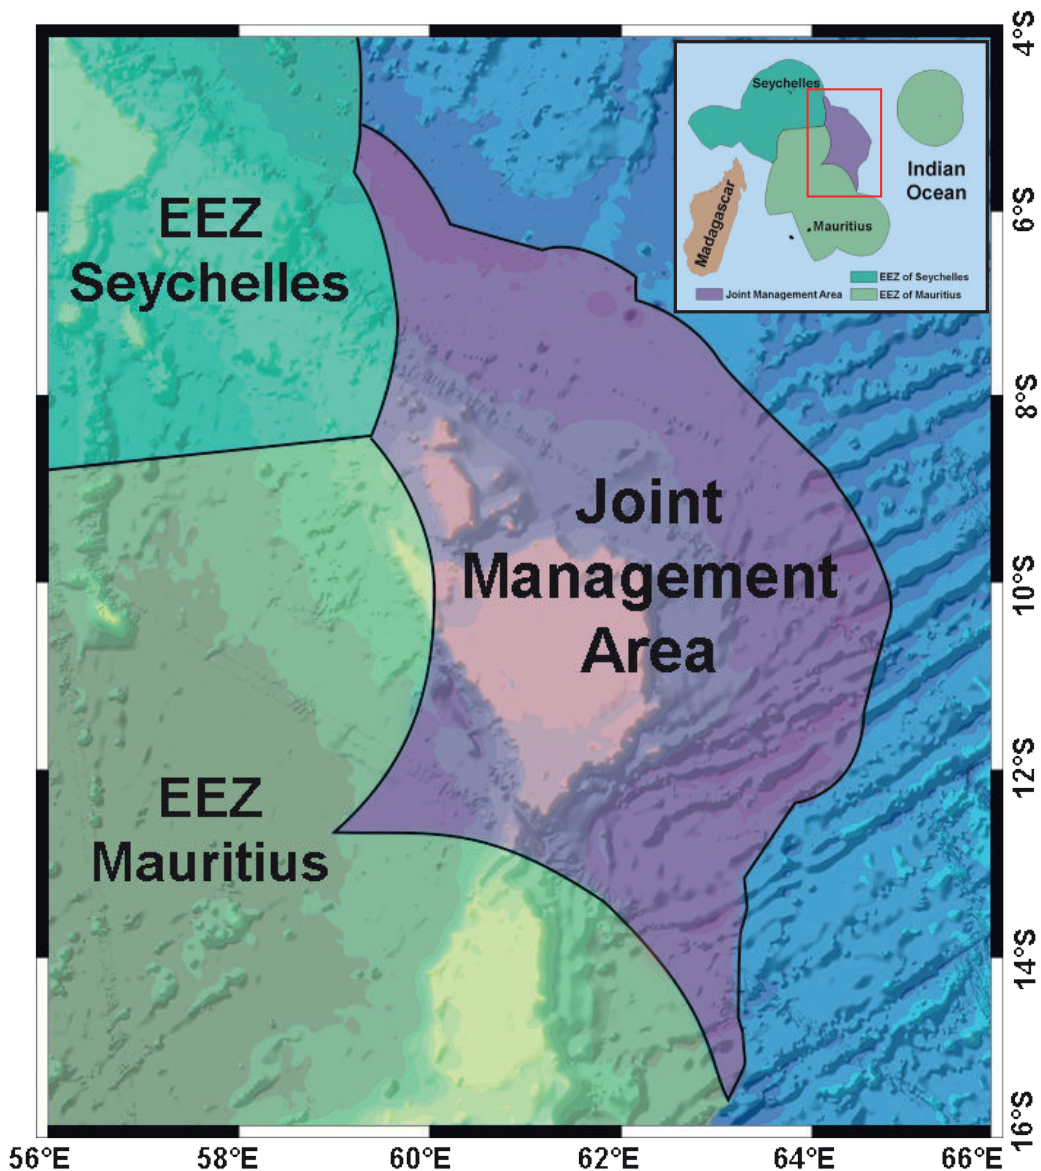 EEZ
Seychelles
Joint
Management
Area
EEZ
Mauritius
Seychelles
Indian
Ocean
Madagascar
Mauritius
EEZ of Seychelles
Joint Management Area
EEZ of Mauritius
4°S
6°S
8°S
10°S
12°S
14°S
16°S
56°E
58°E
60°E
62°E
64°E
66°E